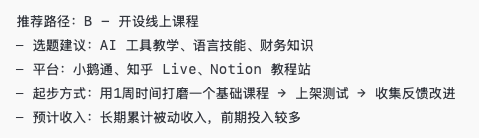 推荐路径：B — 开设线上课程
— 选题建议：AI 工具教学、语言技能、财务知识
— 平台：小鹅通、知乎 Live、Notion 教程站
— 起步方式：用1周时间打磨一个基础课程 → 上架测试 → 收集反馈改进
— 预计收入：长期累计被动收入，前期投入较多